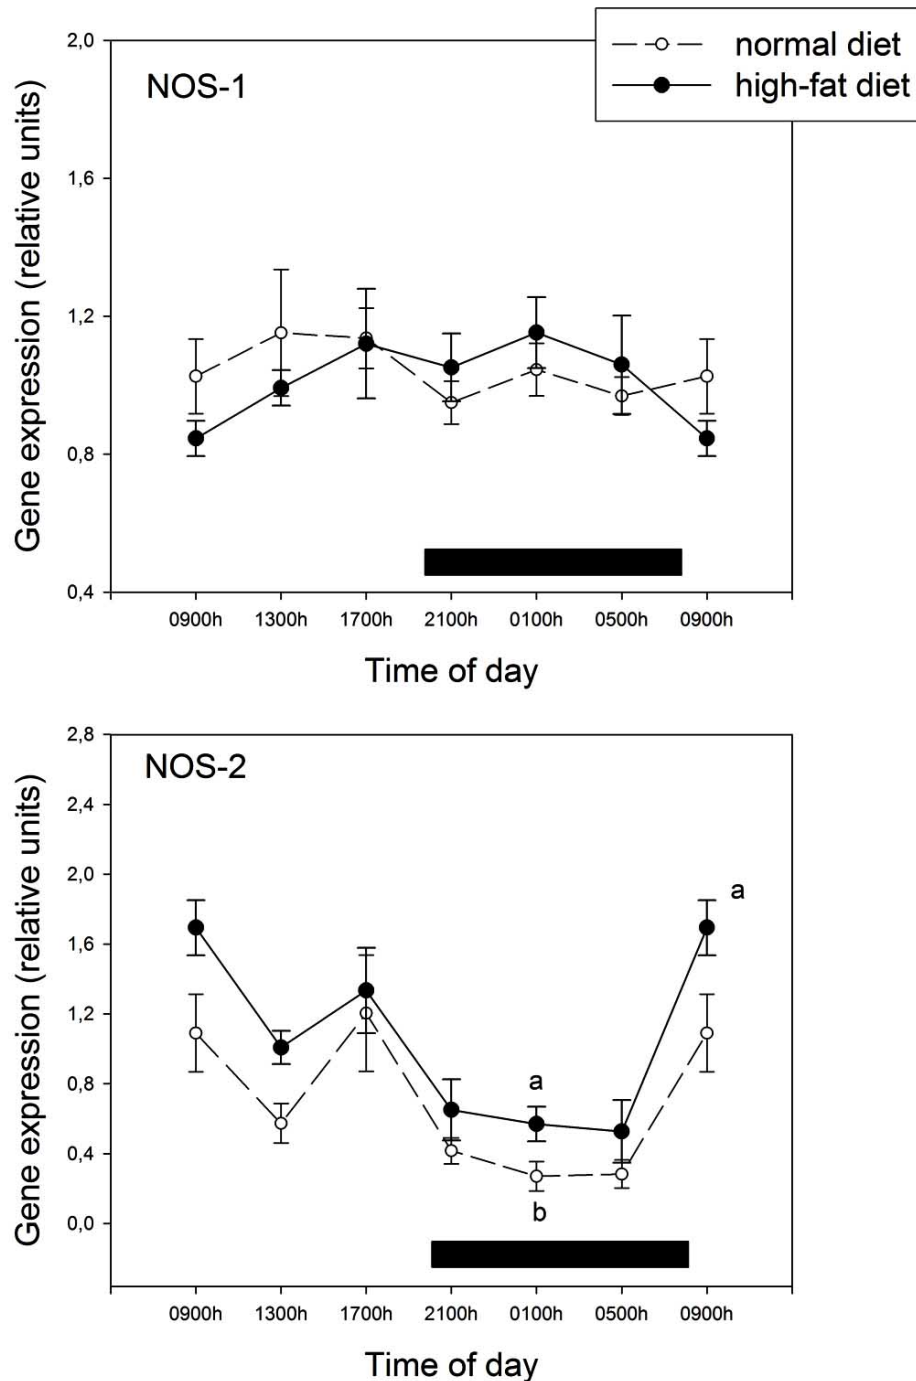 normal diet
high-fat diet
NOS-1
Gene expression (relative units)
2,0
1,6
1,2
0,8
0,4
0900h 1300h 1700h 2100h 0100h 0500h 0900h
Time of day
NOS-2
Gene expression (relative units)
2,8
2,4
2,0
1,6
1,2
0,8
0,4
0,0
a
a
b
0900h 1300h 1700h 2100h 0100h 0500h 0900h
Time of day